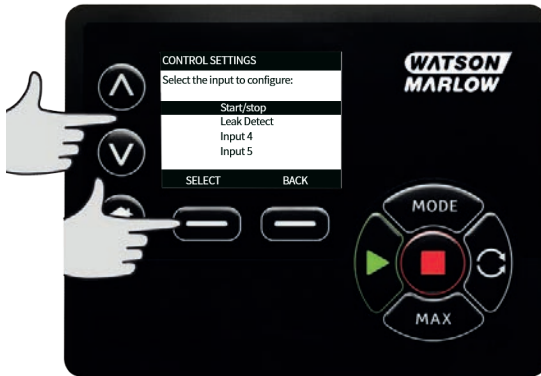 CONTROL SETTINGS
WATSON
MARLOW
Select the input to configure:
Start/stop
Leak Detect
Input 4
Input 5
SELECT BACK
MODE
MAX